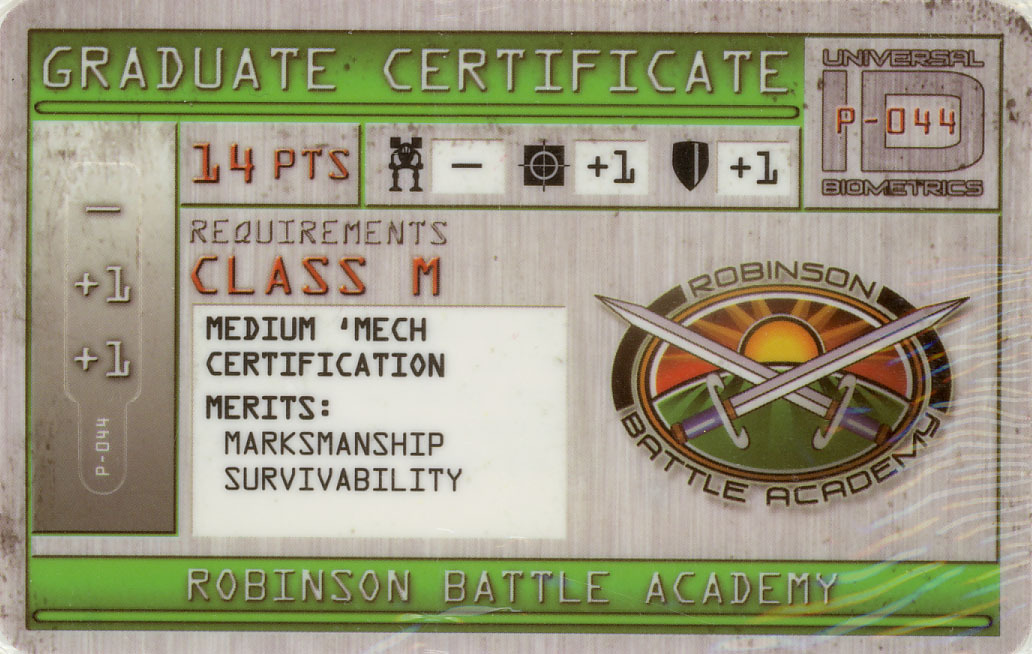 GRADUATE CERTIFICATE
UNIVERSAL
ID
P-044
BIOMETRICS
14 PTS
–
+1
+1
–
+1
+1
P-044
REQUIREMENTS
CLASS M
MEDIUM 'MECH
CERTIFICATION
MERITS:
MARKSMANSHIP
SURVIVABILITY
ROBINSON
BATTLE ACADEMY
ROBINSON BATTLE ACADEMY